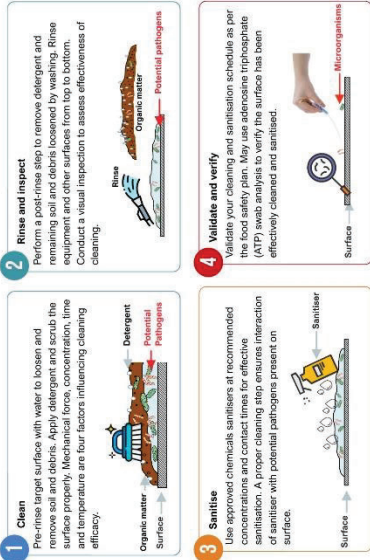 1
Clean
Pre-rinse target surface with water to loosen and
remove soil and debris. Apply detergent and scrub the
surface properly. Mechanical force, concentration, time
and temperature are four factors influencing cleaning
efficacy.
Organic matter
Detergent
Potential
Pathogens
Surface
2
Rinse and inspect
Perform a post-rinse step to remove detergent and
remaining soil and debris loosened by washing. Rinse
equipment and other surfaces from top to bottom.
Conduct a visual inspection to assess effectiveness of
cleaning.
Rinse
Organic matter
Potential pathogens
3
Sanitise
Use approved chemicals sanitisers at recommended
concentrations and contact times for effective
sanitisation. A proper cleaning step ensures interaction
of sanitiser with potential pathogens present on
surface.
Sanitiser
Surface
4
Validate and verify
Validate your cleaning and sanitisation schedule as per
the food safety plan. May use adenosine triphosphate
(ATP) swab analysis to verify the surface has been
effectively cleaned and sanitised.
Surface
Microorganisms